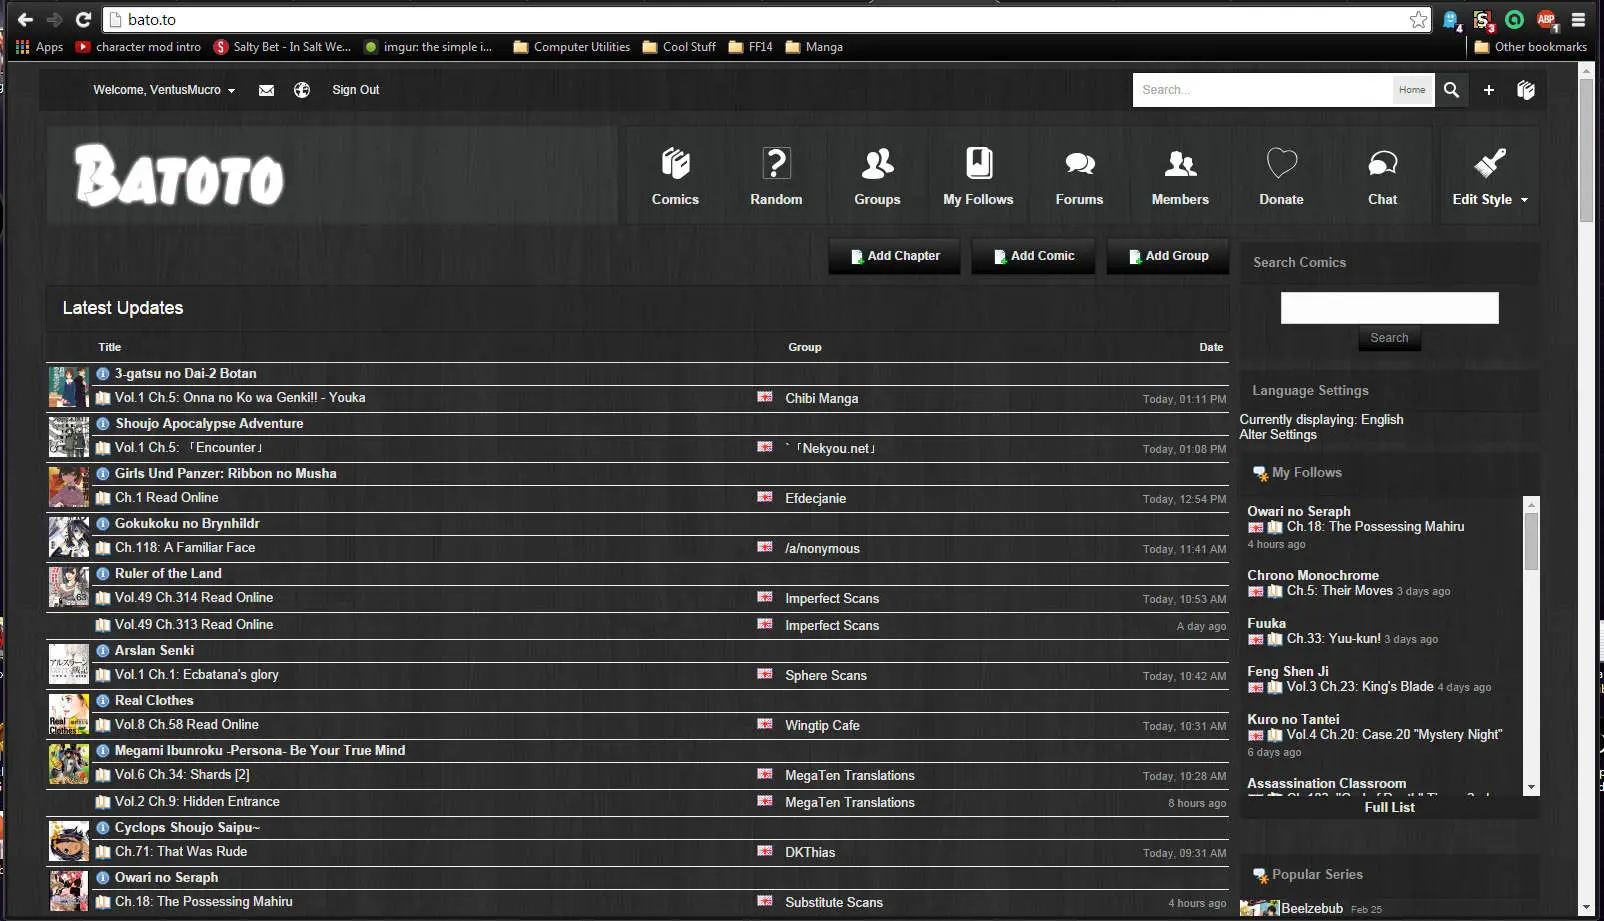 bato.to
4
3
1
Apps
character mod intro
Salty Bet - In Salt We...
imgur: the simple i...
Computer Utilities
Cool Stuff
FF14
Manga
Other bookmarks
Welcome, VentusMucro
Sign Out
Search...
Home
BATOTO
Comics
Random
Groups
My Follows
Forums
Members
Donate
Chat
Edit Style
Add Chapter
Add Comic
Add Group
Latest Updates
Title Group Date
3-gatsu no Dai-2 Botan
Vol.1 Ch.5: Onna no Ko wa Genki!! - Youka Chibi Manga Today, 01:11 PM
Shoujo Apocalypse Adventure
Vol.1 Ch.5: 「Encounter」 `「Nekyou.net」 Today, 01:08 PM
Girls Und Panzer: Ribbon no Musha
Ch.1 Read Online Efdecjanie Today, 12:54 PM
Gokukoku no Brynhildr
Ch.118: A Familiar Face /a/nonymous Today, 11:41 AM
Ruler of the Land
Vol.49 Ch.314 Read Online Imperfect Scans Today, 10:53 AM
Vol.49 Ch.313 Read Online Imperfect Scans A day ago
Arslan Senki
Vol.1 Ch.1: Ecbatana's glory Sphere Scans Today, 10:42 AM
Real Clothes
Vol.8 Ch.58 Read Online Wingtip Cafe Today, 10:31 AM
Megami Ibunroku -Persona- Be Your True Mind
Vol.6 Ch.34: Shards [2] MegaTen Translations Today, 10:28 AM
Vol.2 Ch.9: Hidden Entrance MegaTen Translations 8 hours ago
Cyclops Shoujo Saipu~
Ch.71: That Was Rude DKThias Today, 09:31 AM
Owari no Seraph
Ch.18: The Possessing Mahiru Substitute Scans 4 hours ago
Search Comics
Search
Language Settings
Currently displaying: English
Alter Settings
My Follows
Owari no Seraph
Ch.18: The Possessing Mahiru
4 hours ago
Chrono Monochrome
Ch.5: Their Moves 3 days ago
Fuuka
Ch.33: Yuu-kun! 3 days ago
Feng Shen Ji
Vol.3 Ch.23: King's Blade 4 days ago
Kuro no Tantei
Vol.4 Ch.20: Case.20 "Mystery Night"
6 days ago
Assassination Classroom
Full List
Popular Series
Beelzebub Feb 25